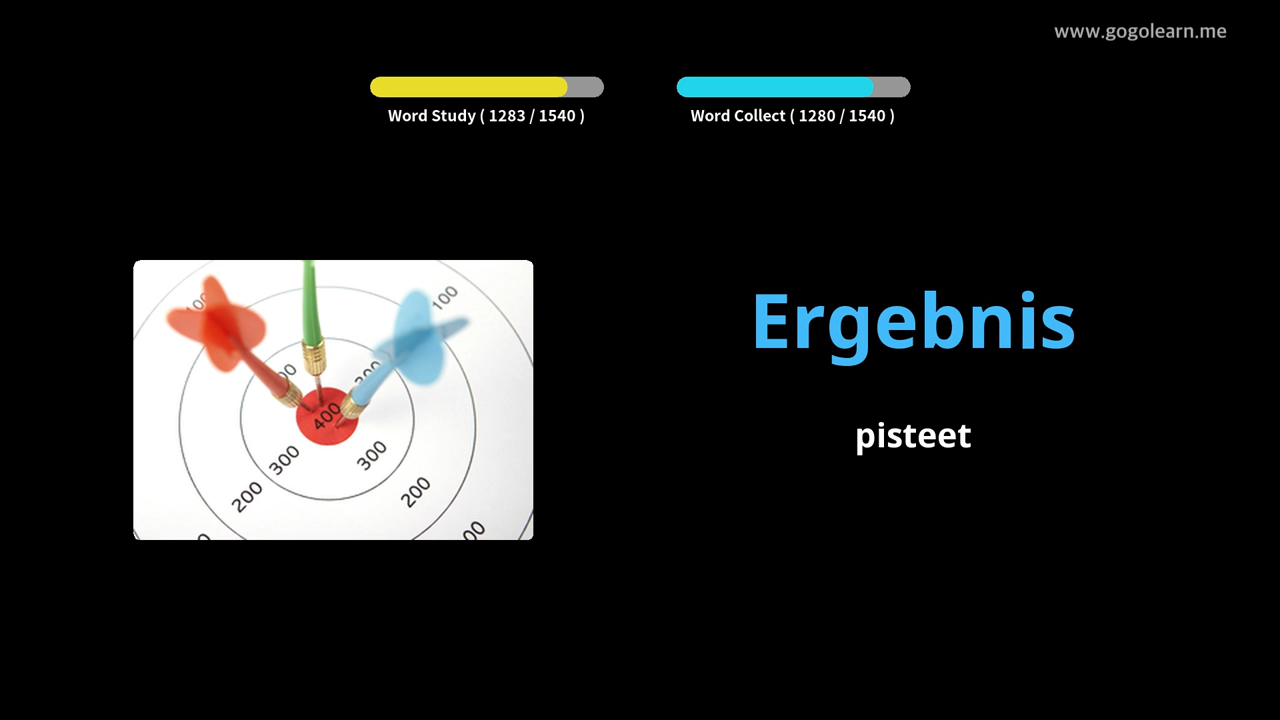 www.gogolearn.me
Word Study ( 1283 / 1540 )
Word Collect ( 1280 / 1540 )
Ergebnis
pisteet
100
100
200
400
300
300
200
200